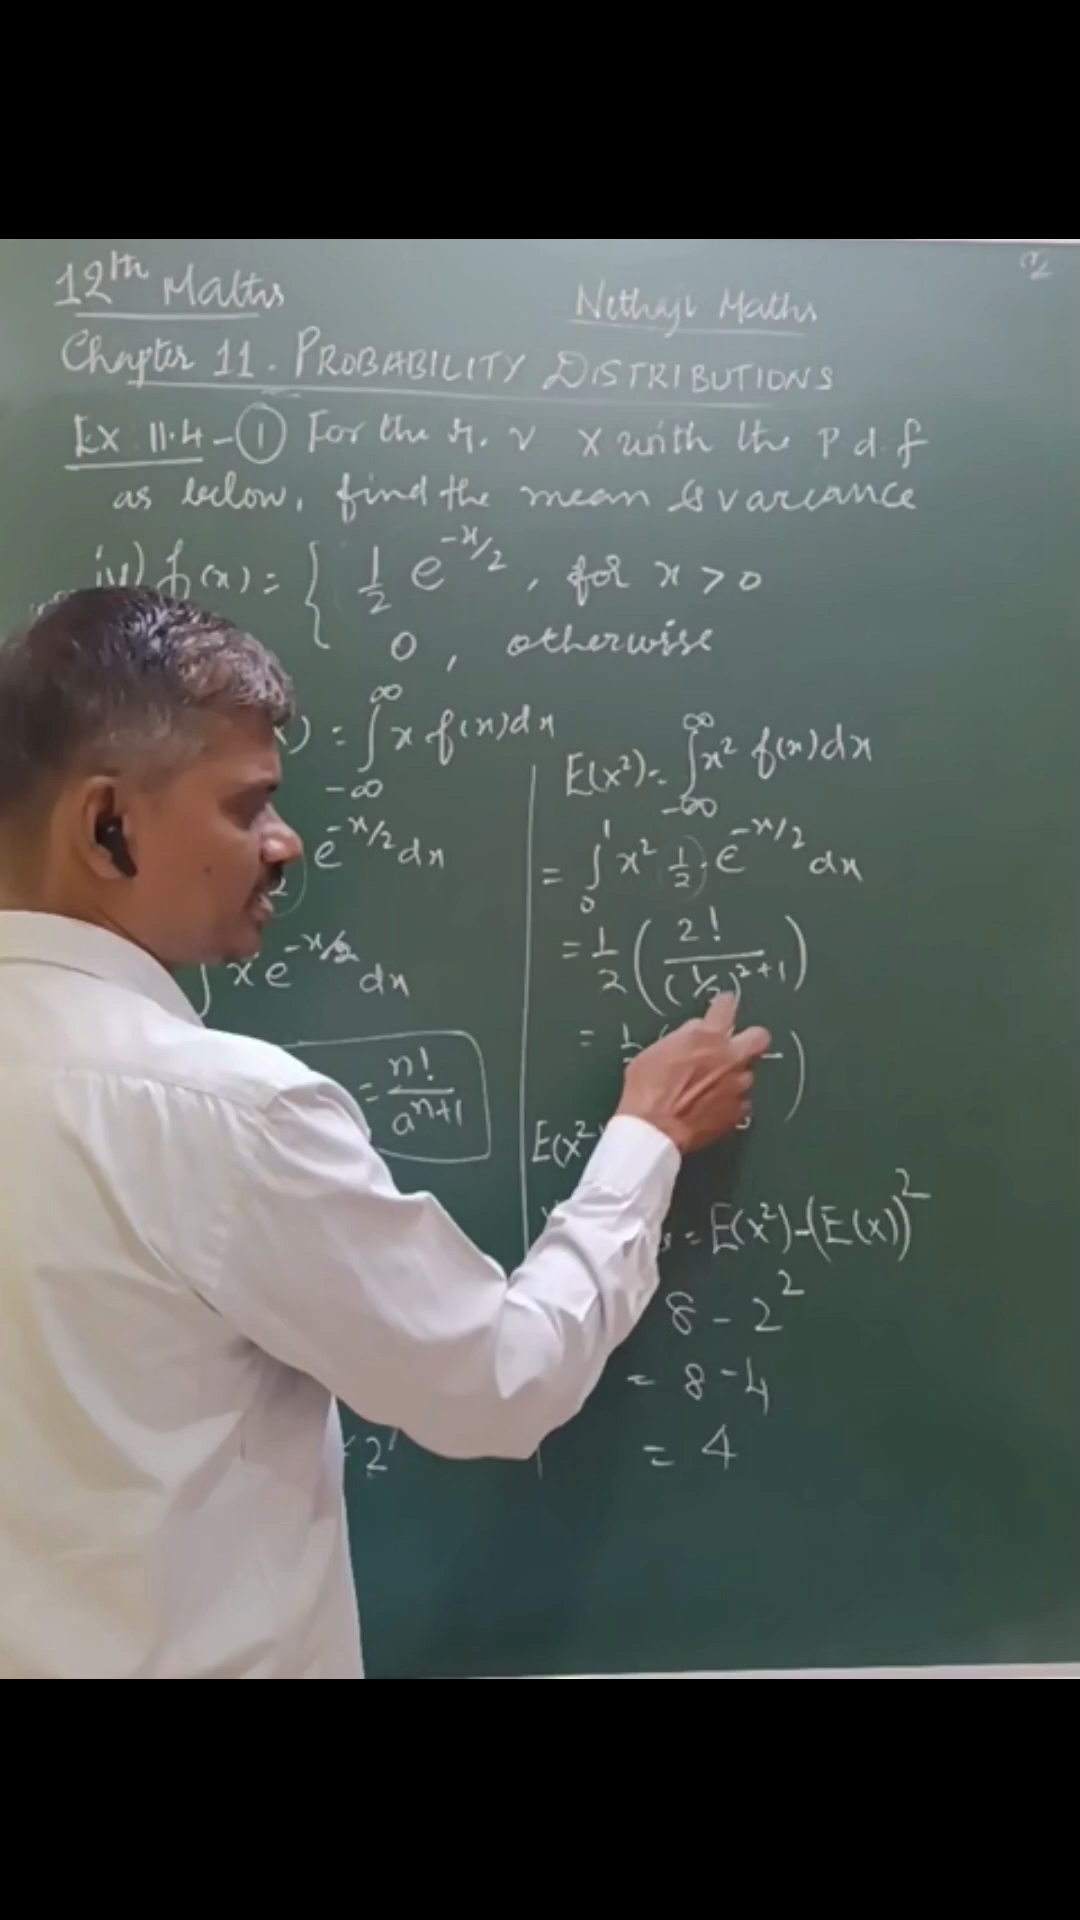 12th Maths
Nethaji Maths
Chapter 11. PROBABILITY DISTRIBUTIONS
Ex 11.4 - ① For the r. v X with the p d f
as below, find the mean & variance
iv) f(x) = { 1/2 e^{-x/2}, for x > 0
0, otherwise
) = ∫_{-∞}^{∞} x f(x) dx
e^{-x/2} dx
∫ x e^{-x/2} dx
= n!/a^{n+1}
= 2
E(x²) = ∫_{-∞}^{∞} x² f(x) dx
= ∫_0^1 x² 1/2 · e^{-x/2} dx
= 1/2 ( 2! / (1/2)^{2+1} )
=
E(x²
= E(x²) - (E(x))²
8 - 2²
= 8 - 4
= 4